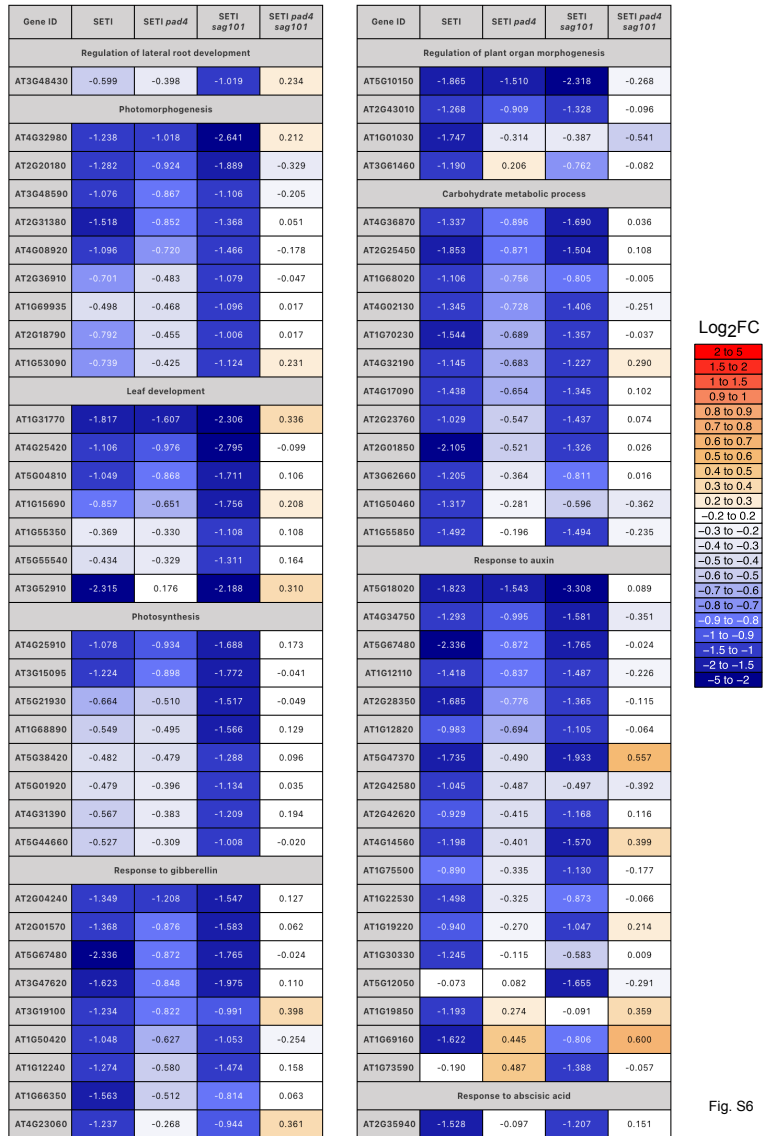 Gene ID SETI SETI pad4 SETI sag101 SETI pad4 sag101
Regulation of lateral root development
AT3G48430 -0.599 -0.398 -1.019 0.234
Photomorphogenesis
AT4G32980 -1.238 -1.018 -2.641 0.212
AT2G20180 -1.282 -0.924 -1.889 -0.329
AT3G48590 -1.076 -0.867 -1.106 -0.205
AT2G31380 -1.518 -0.852 -1.368 0.051
AT4G08920 -1.096 -0.720 -1.466 -0.178
AT2G36910 -0.701 -0.483 -1.079 -0.047
AT1G69935 -0.498 -0.468 -1.096 0.017
AT2G18790 -0.792 -0.455 -1.006 0.017
AT1G53090 -0.739 -0.425 -1.124 0.231
Leaf development
AT1G31770 -1.817 -1.607 -2.306 0.336
AT4G25420 -1.106 -0.976 -2.795 -0.099
AT5G04810 -1.049 -0.868 -1.711 0.106
AT1G15690 -0.857 -0.651 -1.756 0.208
AT1G55350 -0.369 -0.330 -1.108 0.108
AT5G55540 -0.434 -0.329 -1.311 0.164
AT3G52910 -2.315 0.176 -2.188 0.310
Photosynthesis
AT4G25910 -1.078 -0.934 -1.688 0.173
AT3G15095 -1.224 -0.898 -1.772 -0.041
AT5G21930 -0.664 -0.510 -1.517 -0.049
AT1G68890 -0.549 -0.495 -1.566 0.129
AT5G38420 -0.482 -0.479 -1.288 0.096
AT5G01920 -0.479 -0.396 -1.134 0.035
AT4G31390 -0.567 -0.383 -1.209 0.194
AT5G44660 -0.527 -0.309 -1.008 -0.020
Response to gibberellin
AT2G04240 -1.349 -1.208 -1.547 0.127
AT2G01570 -1.368 -0.876 -1.583 0.062
AT5G67480 -2.336 -0.872 -1.765 -0.024
AT3G47620 -1.623 -0.848 -1.975 0.110
AT3G19100 -1.234 -0.822 -0.991 0.398
AT1G50420 -1.048 -0.627 -1.053 -0.254
AT1G12240 -1.274 -0.580 -1.474 0.158
AT1G66350 -1.563 -0.512 -0.814 0.063
AT4G23060 -1.237 -0.268 -0.944 0.361
Gene ID SETI SETI pad4 SETI sag101 SETI pad4 sag101
Regulation of plant organ morphogenesis
AT5G10150 -1.865 -1.510 -2.318 -0.268
AT2G43010 -1.268 -0.909 -1.328 -0.096
AT1G01030 -1.747 -0.314 -0.387 -0.541
AT3G61460 -1.190 0.206 -0.762 -0.082
Carbohydrate metabolic process
AT4G36870 -1.337 -0.896 -1.690 0.036
AT2G25450 -1.853 -0.871 -1.504 0.108
AT1G68020 -1.106 -0.756 -0.805 -0.005
AT4G02130 -1.345 -0.728 -1.406 -0.251
AT1G70230 -1.544 -0.689 -1.357 -0.037
AT4G32190 -1.145 -0.683 -1.227 0.290
AT4G17090 -1.438 -0.654 -1.345 0.102
AT2G23760 -1.029 -0.547 -1.437 0.074
AT2G01850 -2.105 -0.521 -1.326 0.026
AT3G62660 -1.205 -0.364 -0.811 0.016
AT1G50460 -1.317 -0.281 -0.596 -0.362
AT1G55850 -1.492 -0.196 -1.494 -0.235
Response to auxin
AT5G18020 -1.823 -1.543 -3.308 0.089
AT4G34750 -1.293 -0.995 -1.581 -0.351
AT5G67480 -2.336 -0.872 -1.765 -0.024
AT1G12110 -1.418 -0.837 -1.487 -0.226
AT2G28350 -1.685 -0.776 -1.365 -0.115
AT1G12820 -0.983 -0.694 -1.105 -0.064
AT5G47370 -1.735 -0.490 -1.933 0.557
AT2G42580 -1.045 -0.487 -0.497 -0.392
AT2G42620 -0.929 -0.415 -1.168 0.116
AT4G14560 -1.198 -0.401 -1.570 0.399
AT1G75500 -0.890 -0.335 -1.130 -0.177
AT1G22530 -1.498 -0.325 -0.873 -0.066
AT1G19220 -0.940 -0.270 -1.047 0.214
AT1G30330 -1.245 -0.115 -0.583 0.009
AT5G12050 -0.073 0.082 -1.655 -0.291
AT1G19850 -1.193 0.274 -0.091 0.359
AT1G69160 -1.622 0.445 -0.806 0.600
AT1G73590 -0.190 0.487 -1.388 -0.057
Response to abscisic acid
AT2G35940 -1.528 -0.097 -1.207 0.151
Log2FC
2 to 5
1.5 to 2
1 to 1.5
0.9 to 1
0.8 to 0.9
0.7 to 0.8
0.6 to 0.7
0.5 to 0.6
0.4 to 0.5
0.3 to 0.4
0.2 to 0.3
−0.2 to 0.2
−0.3 to −0.2
−0.4 to −0.3
−0.5 to −0.4
−0.6 to −0.5
−0.7 to −0.6
−0.8 to −0.7
−0.9 to −0.8
−1 to −0.9
−1.5 to −1
−2 to −1.5
−5 to −2
Fig. S6